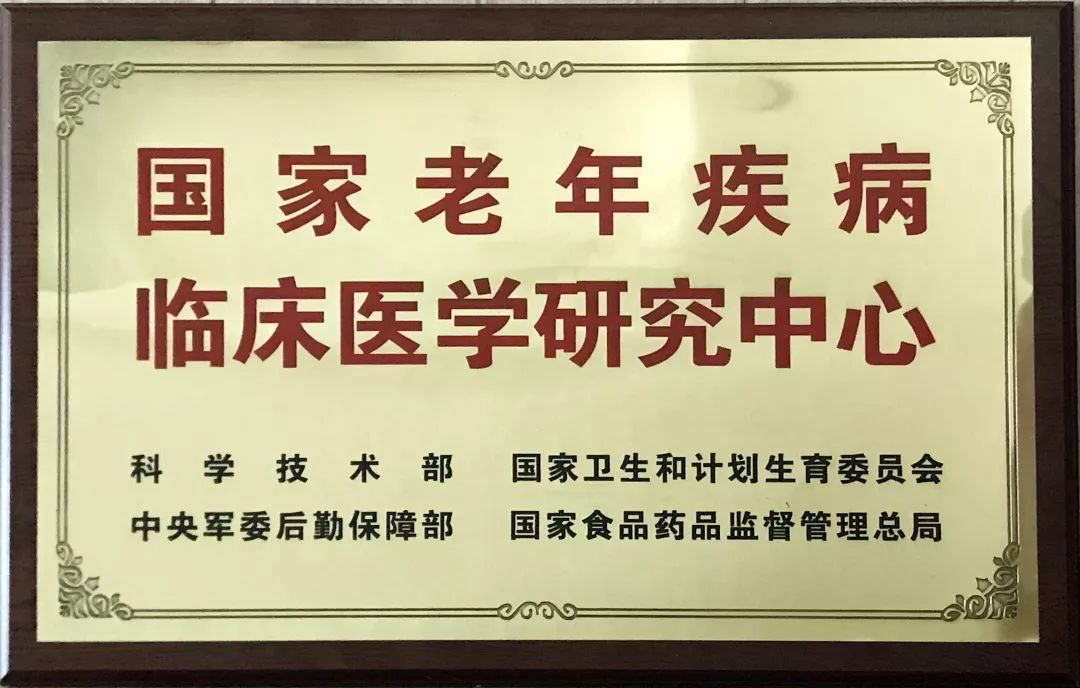 国家老年疾病
临床医学研究中心
科学技术部 国家卫生和计划生育委员会
中央军委后勤保障部 国家食品药品监督管理总局